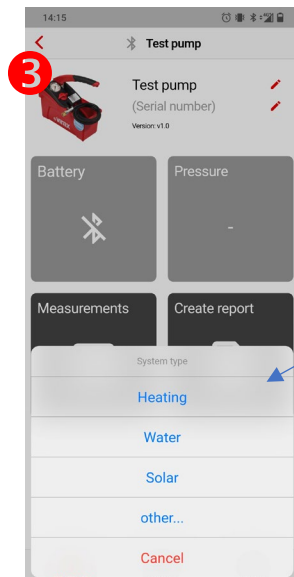 14:15
3
Test pump
Test pump
(Serial number)
Version: v1.0
Battery
Pressure
-
Measurements
Create report
System type
Heating
Water
Solar
other...
Cancel